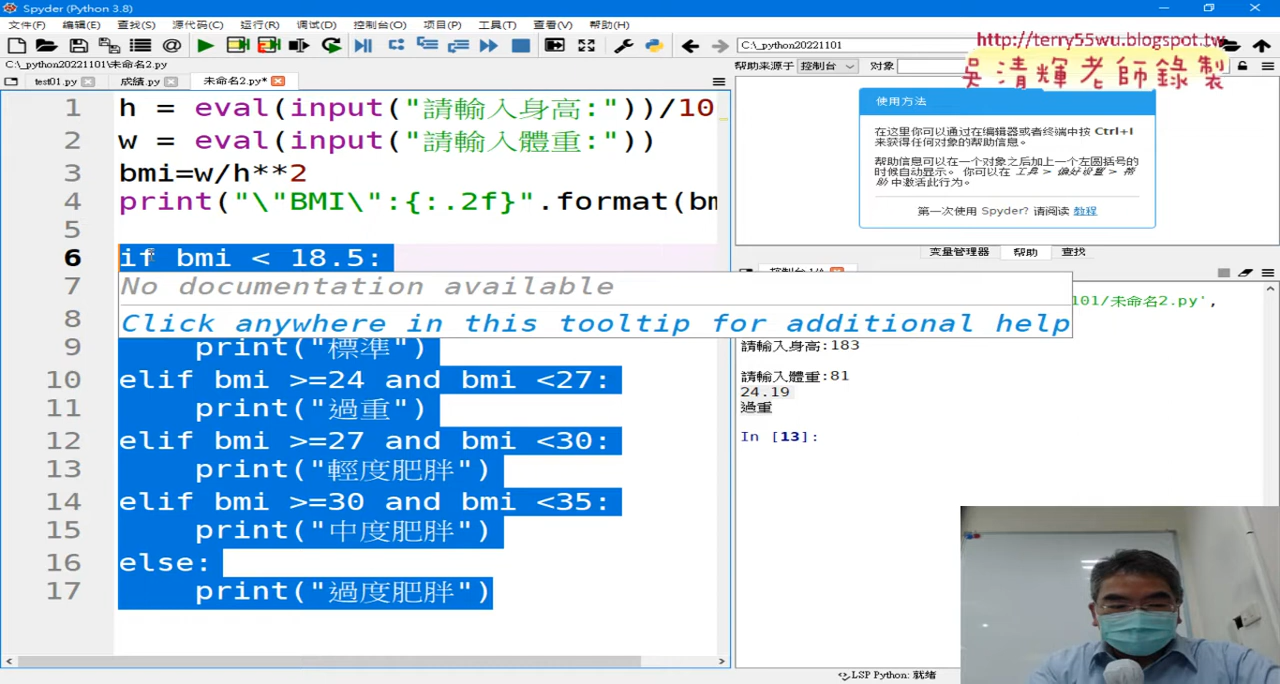 Spyder (Python 3.8)
文件(F) 编辑(E) 查找(S) 源代码(C) 运行(R) 调试(D) 控制台(O) 项目(P) 工具(T) 查看(V) 帮助(H)
C:\_python20221101
http://terry55wu.blogspot.tw
吳清輝老師錄製
C:\_python20221101\未命名2.py
帮助来源于 控制台 对象
test01.py 成績.py 未命名2.py*
1 h = eval(input("請輸入身高:"))/10
2 w = eval(input("請輸入體重:"))
3 bmi=w/h**2
4 print("\"BMI\":{:.2f}".format(bm
5
6 if bmi < 18.5:
7 No documentation available
8 Click anywhere in this tooltip for additional help
9 print("標準")
10 elif bmi >=24 and bmi <27:
11 print("過重")
12 elif bmi >=27 and bmi <30:
13 print("輕度肥胖")
14 elif bmi >=30 and bmi <35:
15 print("中度肥胖")
16 else:
17 print("過度肥胖")
使用方法
在这里你可以通过在编辑器或者终端中按 Ctrl+I
来获得任何对象的帮助信息。
帮助信息可以在一个对象之后加上一个左圆括号的
时候自动显示。 你可以在 工具 > 偏好设置 > 帮
助 中激活此行为。
第一次使用 Spyder? 请阅读 教程
变量管理器 帮助 查找
控制台 1/A
101/未命名2.py',
請輸入身高:183
請輸入體重:81
24.19
過重
In [13]:
LSP Python: 就绪